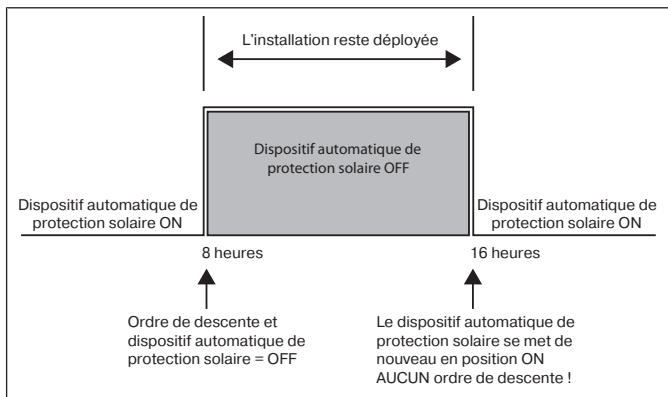 L'installation reste déployée
Dispositif automatique de
protection solaire OFF
Dispositif automatique de
protection solaire ON
Dispositif automatique de
protection solaire ON
8 heures
16 heures
Ordre de descente et
dispositif automatique de
protection solaire = OFF
Le dispositif automatique de
protection solaire se met de
nouveau en position ON
AUCUN ordre de descente !